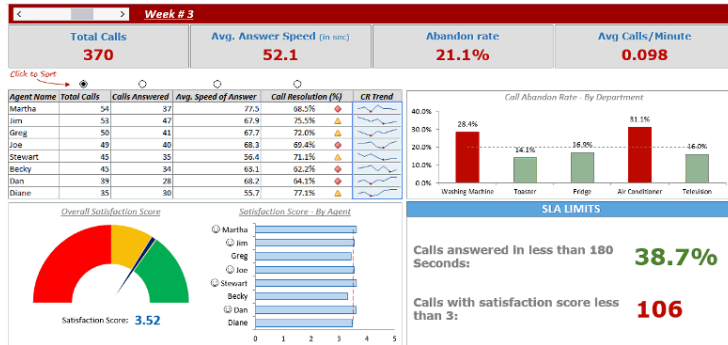 Week # 3
Total Calls
370
Avg. Answer Speed (in sec)
52.1
Abandon rate
21.1%
Avg Calls/Minute
0.098
Click to Sort
Agent Name Total Calls Calls Answered Avg. Speed of Answer Call Resolution (%) CR Trend
Martha 54 37 77.5 68.5%
Jim 53 47 67.9 75.5%
Greg 50 41 67.7 72.0%
Joe 49 40 68.3 69.4%
Stewart 45 35 56.4 71.1%
Becky 45 34 63.1 62.2%
Dan 39 28 68.2 64.1%
Diane 35 30 55.7 77.1%
Call Abandon Rate - By Department
40.0%
30.0%
20.0%
10.0%
0.0%
28.4%
14.1%
16.9%
31.1%
16.0%
Washing Machine Toaster Fridge Air Conditioner Television
Overall Satisfaction Score
Satisfaction Score: 3.52
Satisfaction Score - By Agent
Martha
Jim
Greg
Joe
Stewart
Becky
Dan
Diane
0 1 2 3 4 5
SLA LIMITS
Calls answered in less than 180
Seconds:
38.7%
Calls with satisfaction score less
than 3:
106